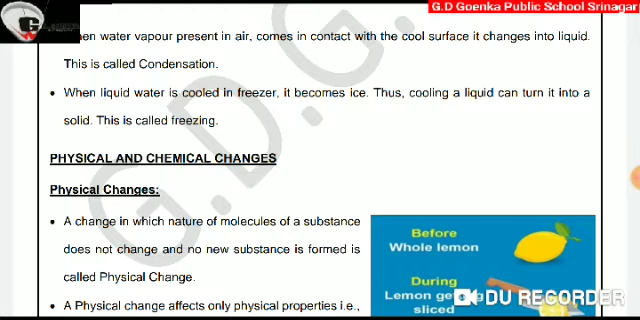 G.D Goenka Public School Srinagar
when water vapour present in air, comes in contact with the cool surface it changes into liquid.
This is called Condensation.
• When liquid water is cooled in freezer, it becomes ice. Thus, cooling a liquid can turn it into a
solid. This is called freezing.
PHYSICAL AND CHEMICAL CHANGES
Physical Changes:
• A change in which nature of molecules of a substance
does not change and no new substance is formed is
called Physical Change.
• A Physical change affects only physical properties i.e.,
Before
Whole lemon
During
Lemon getting
sliced
DU RECORDER
G.D.G.